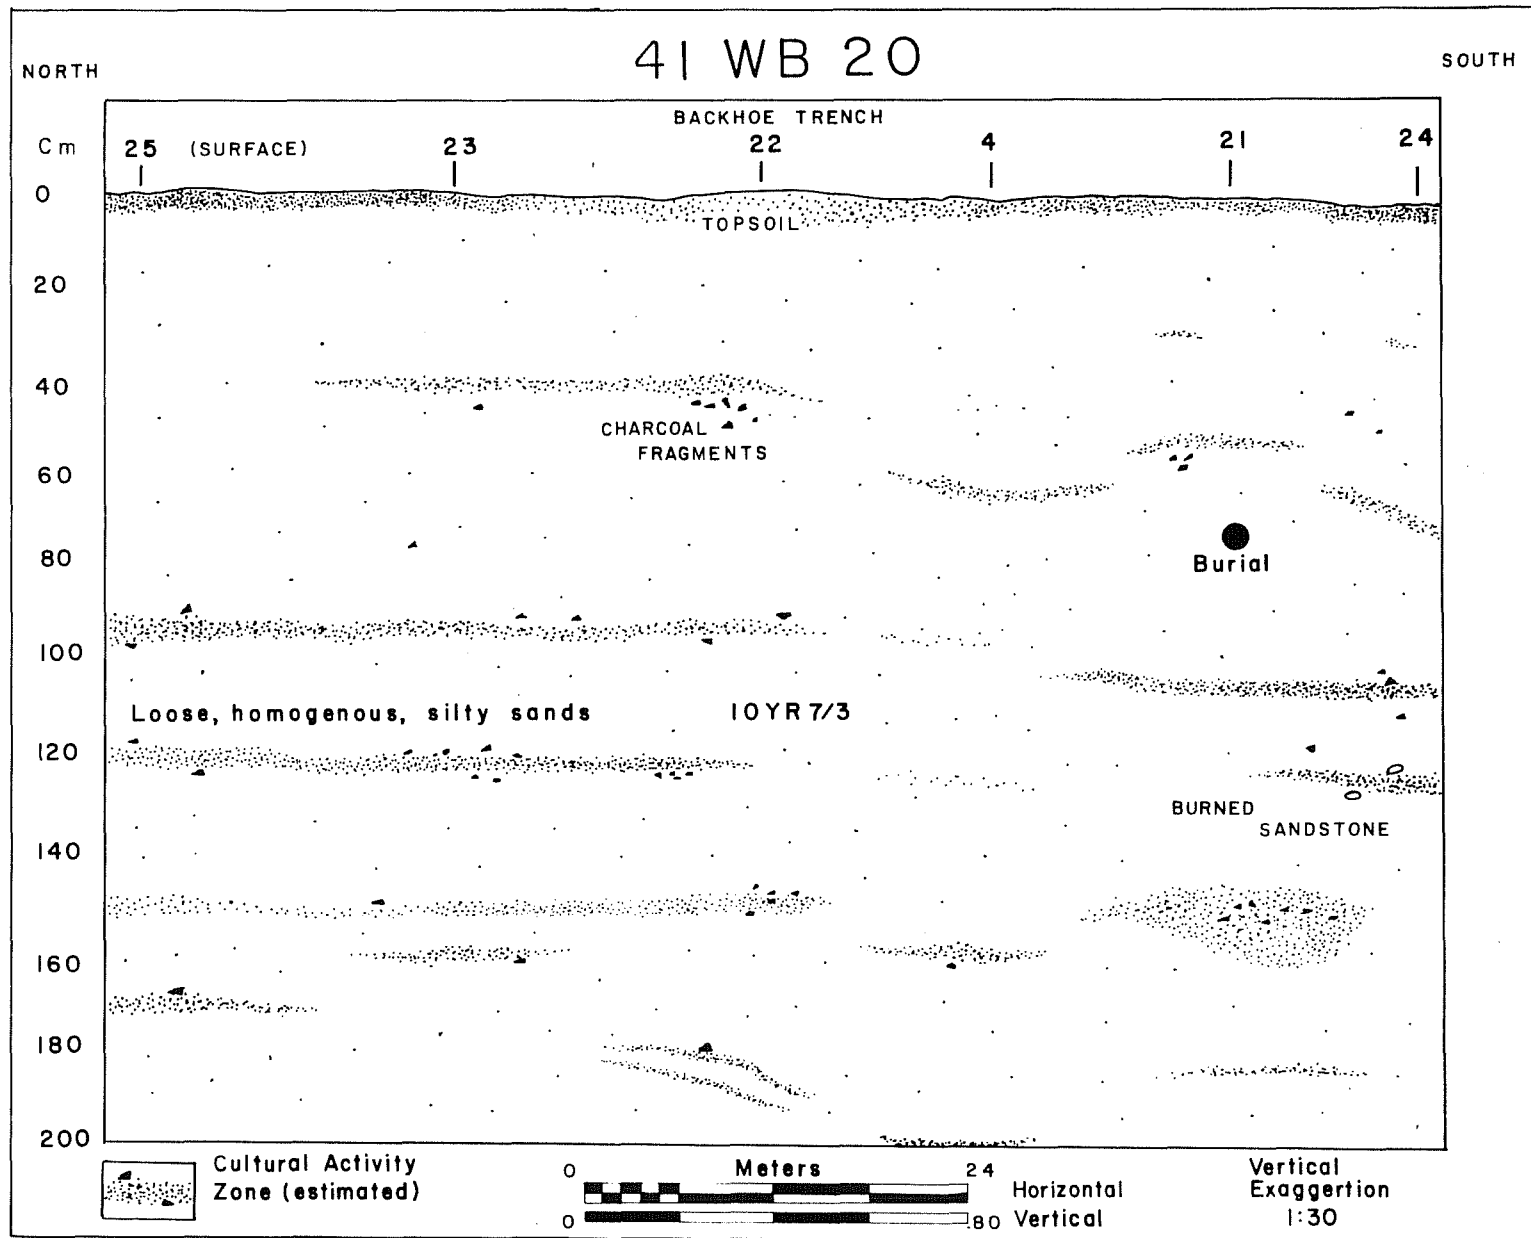 41 WB 20
NORTH
SOUTH
BACKHOE TRENCH
Cm 25 (SURFACE) 23 22 4 21 24
0
TOPSOIL
20
40
CHARCOAL
FRAGMENTS
60
80
Burial
100
Loose, homogenous, silty sands 10YR 7/3
120
BURNED
SANDSTONE
140
160
180
200
Cultural Activity
Zone (estimated)
0 Meters 24
Horizontal
0 .80 Vertical
Vertical
Exaggertion
1:30